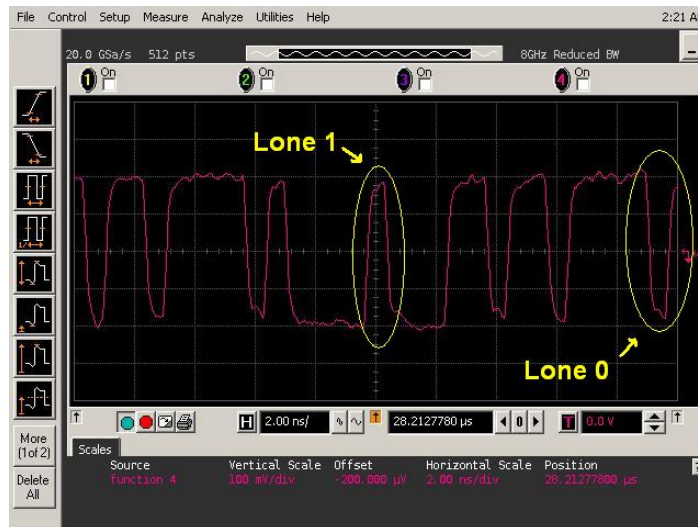 File Control Setup Measure Analyze Utilities Help 2:21 A
20.0 GSa/s 512 pts 8GHz Reduced BW
1 On 2 On 3 On 4 On
Lone 1
Lone 0
H 2.00 ns/ 28.2127780 µs 0 T 0.0 V
More
(1 of 2)
Delete
All
Scales
Source Vertical Scale Offset Horizontal Scale Position
function 4 100 mV/div -200.000 µV 2.00 ns/div 28.21277800 µs